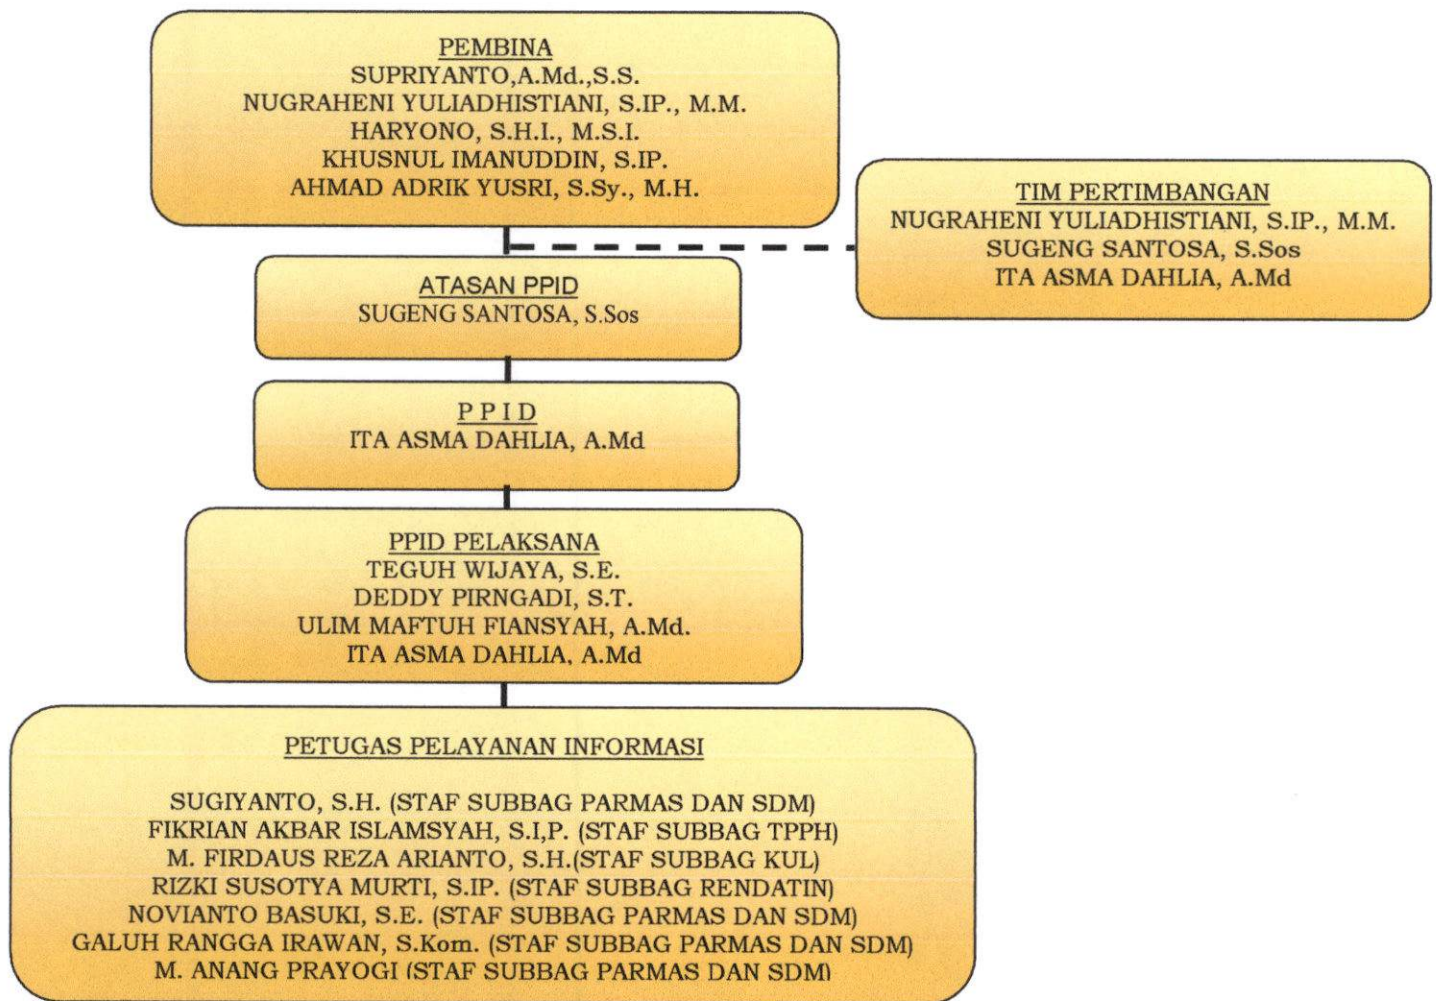 PEMBINA
SUPRIYANTO,A.Md.,S.S.
NUGRAHENI YULIADHISTIANI, S.IP., M.M.
HARYONO, S.H.I., M.S.I.
KHUSNUL IMANUDDIN, S.IP.
AHMAD ADRIK YUSRI, S.Sy., M.H.
TIM PERTIMBANGAN
NUGRAHENI YULIADHISTIANI, S.IP., M.M.
SUGENG SANTOSA, S.Sos
ITA ASMA DAHLIA, A.Md
ATASAN PPID
SUGENG SANTOSA, S.Sos
P P I D
ITA ASMA DAHLIA, A.Md
PPID PELAKSANA
TEGUH WIJAYA, S.E.
DEDDY PIRNGADI, S.T.
ULIM MAFTUH FIANSYAH, A.Md.
ITA ASMA DAHLIA, A.Md
PETUGAS PELAYANAN INFORMASI
SUGIYANTO, S.H. (STAF SUBBAG PARMAS DAN SDM)
FIKRIAN AKBAR ISLAMSYAH, S.I,P. (STAF SUBBAG TPPH)
M. FIRDAUS REZA ARIANTO, S.H.(STAF SUBBAG KUL)
RIZKI SUSOTYA MURTI, S.IP. (STAF SUBBAG RENDATIN)
NOVIANTO BASUKI, S.E. (STAF SUBBAG PARMAS DAN SDM)
GALUH RANGGA IRAWAN, S.Kom. (STAF SUBBAG PARMAS DAN SDM)
M. ANANG PRAYOGI (STAF SUBBAG PARMAS DAN SDM)